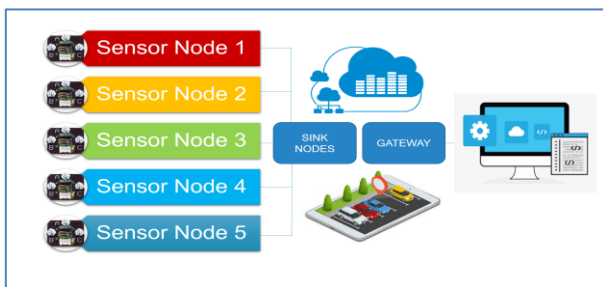 Sensor Node 1
Sensor Node 2
Sensor Node 3
Sensor Node 4
Sensor Node 5
SINK
NODES
GATEWAY